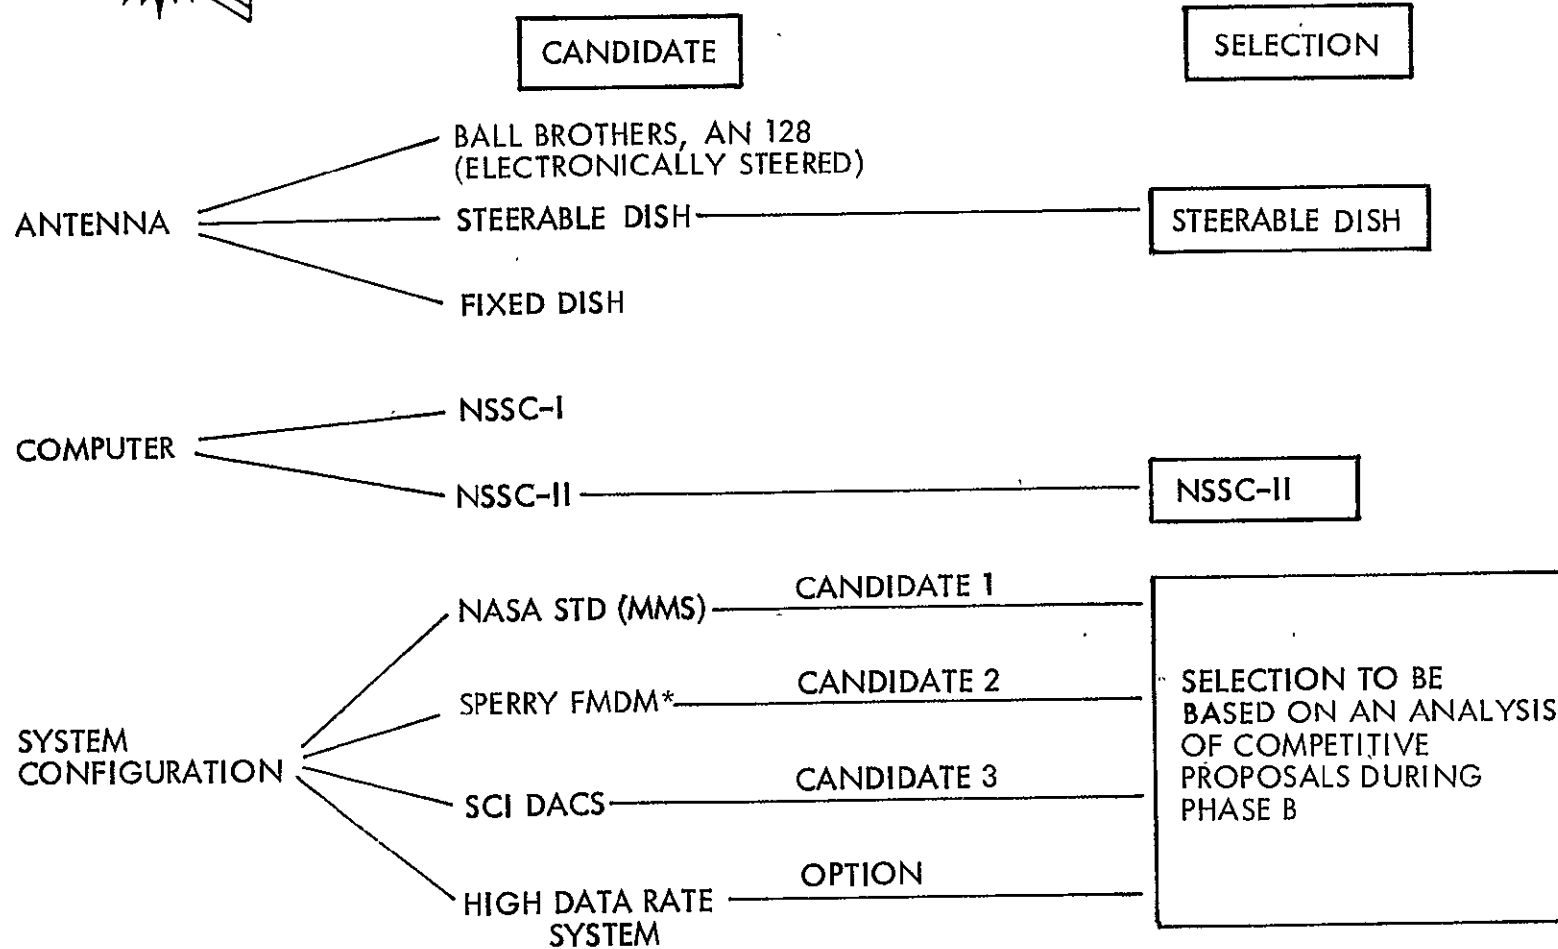 CANDIDATE
SELECTION
BALL BROTHERS, AN 128
(ELECTRONICALLY STEERED)
ANTENNA
STEERABLE DISH
STEERABLE DISH
FIXED DISH
NSSC-I
COMPUTER
NSSC-II
NSSC-II
NASA STD (MMS)
CANDIDATE 1
SPERRY FMDM*
CANDIDATE 2
SYSTEM
CONFIGURATION
SCI DACS
CANDIDATE 3
HIGH DATA RATE
SYSTEM
OPTION
SELECTION TO BE
BASED ON AN ANALYSIS
OF COMPETITIVE
PROPOSALS DURING
PHASE B